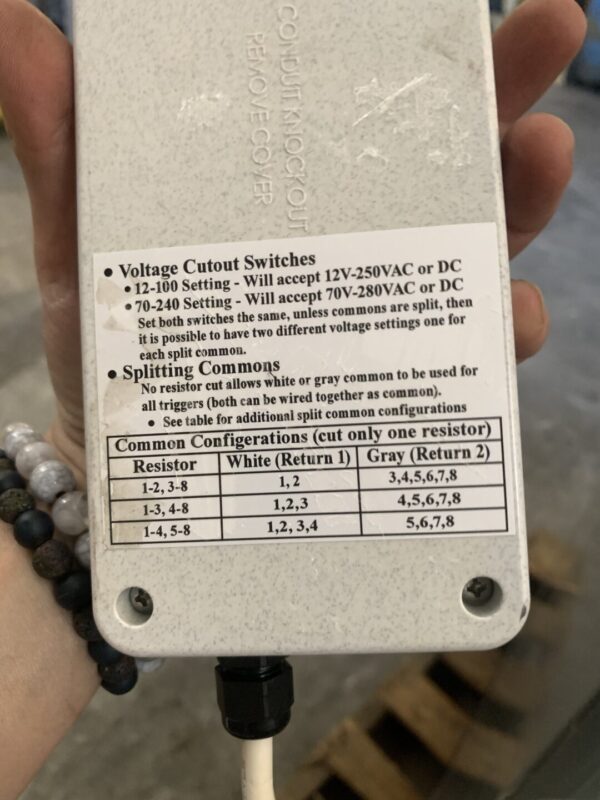 CONDUIT KNOCKOUT
REMOVE COVER
• Voltage Cutout Switches
• 12-100 Setting - Will accept 12V-250VAC or DC
• 70-240 Setting - Will accept 70V-280VAC or DC
Set both switches the same, unless commons are split, then
it is possible to have two different voltage settings one for
each split common.
• Splitting Commons
No resistor cut allows white or gray common to be used for
all triggers (both can be wired together as common).
• See table for additional split common configurations
Common Configerations (cut only one resistor)
Resistor White (Return 1) Gray (Return 2)
1-2, 3-8 1, 2 3,4,5,6,7,8
1-3, 4-8 1,2,3 4,5,6,7,8
1-4, 5-8 1,2, 3,4 5,6,7,8